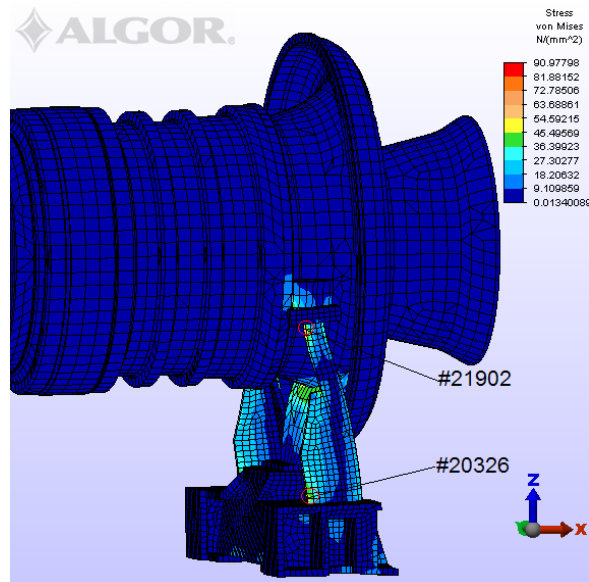 ALGOR®
Stress
von Mises
N/(mm^2)
90.97798
81.88152
72.78506
63.68861
54.59215
45.49569
36.39923
27.30277
18.20632
9.109859
0.01340089
#21902
#20326
Z
Y
X